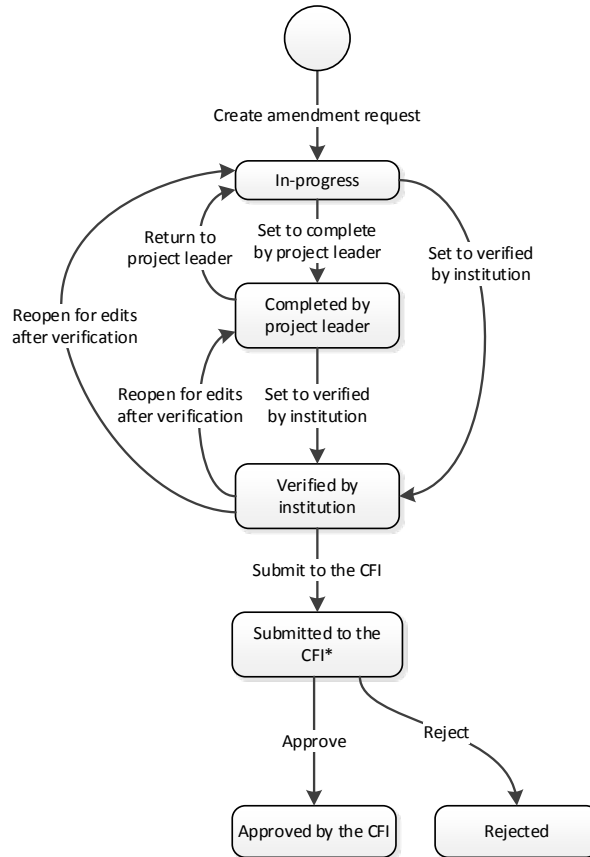 Create amendment request
In-progress
Return to
project leader
Set to complete
by project leader
Set to verified
by institution
Reopen for edits
after verification
Completed by
project leader
Reopen for edits
after verification
Set to verified
by institution
Verified by
institution
Submit to the CFI
Submitted to the
CFI*
Approve
Reject
Approved by the CFI
Rejected